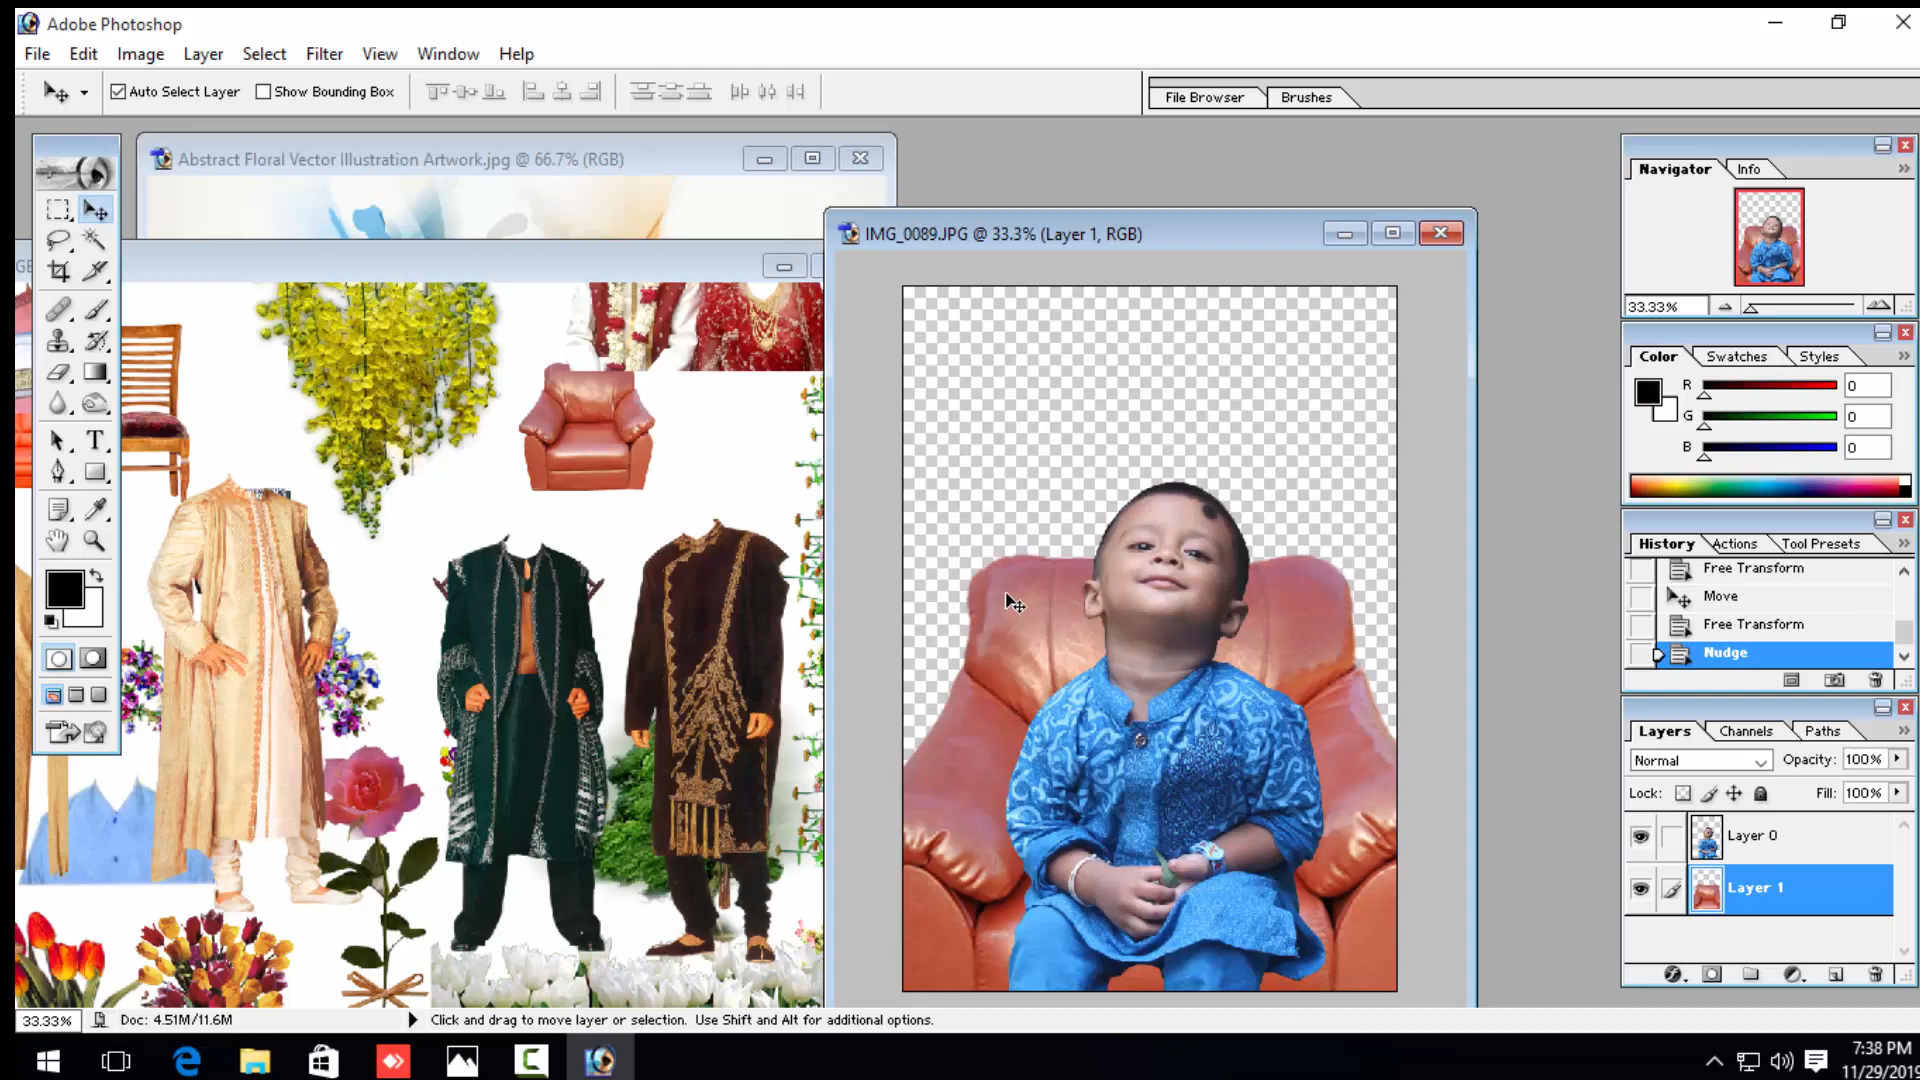 Adobe Photoshop
File Edit Image Layer Select Filter View Window Help
Auto Select Layer Show Bounding Box
File Browser Brushes
Abstract Floral Vector Illustration Artwork.jpg @ 66.7% (RGB)
IMG_0089.JPG @ 33.3% (Layer 1, RGB)
Navigator Info
33.33%
Color Swatches Styles
R 0
G 0
B 0
History Actions Tool Presets
Free Transform
Move
Free Transform
Nudge
Layers Channels Paths
Normal Opacity: 100%
Lock: Fill: 100%
Layer 0
Layer 1
33.33% Doc: 4.51M/11.6M Click and drag to move layer or selection. Use Shift and Alt for additional options.
7:38 PM
11/29/2019